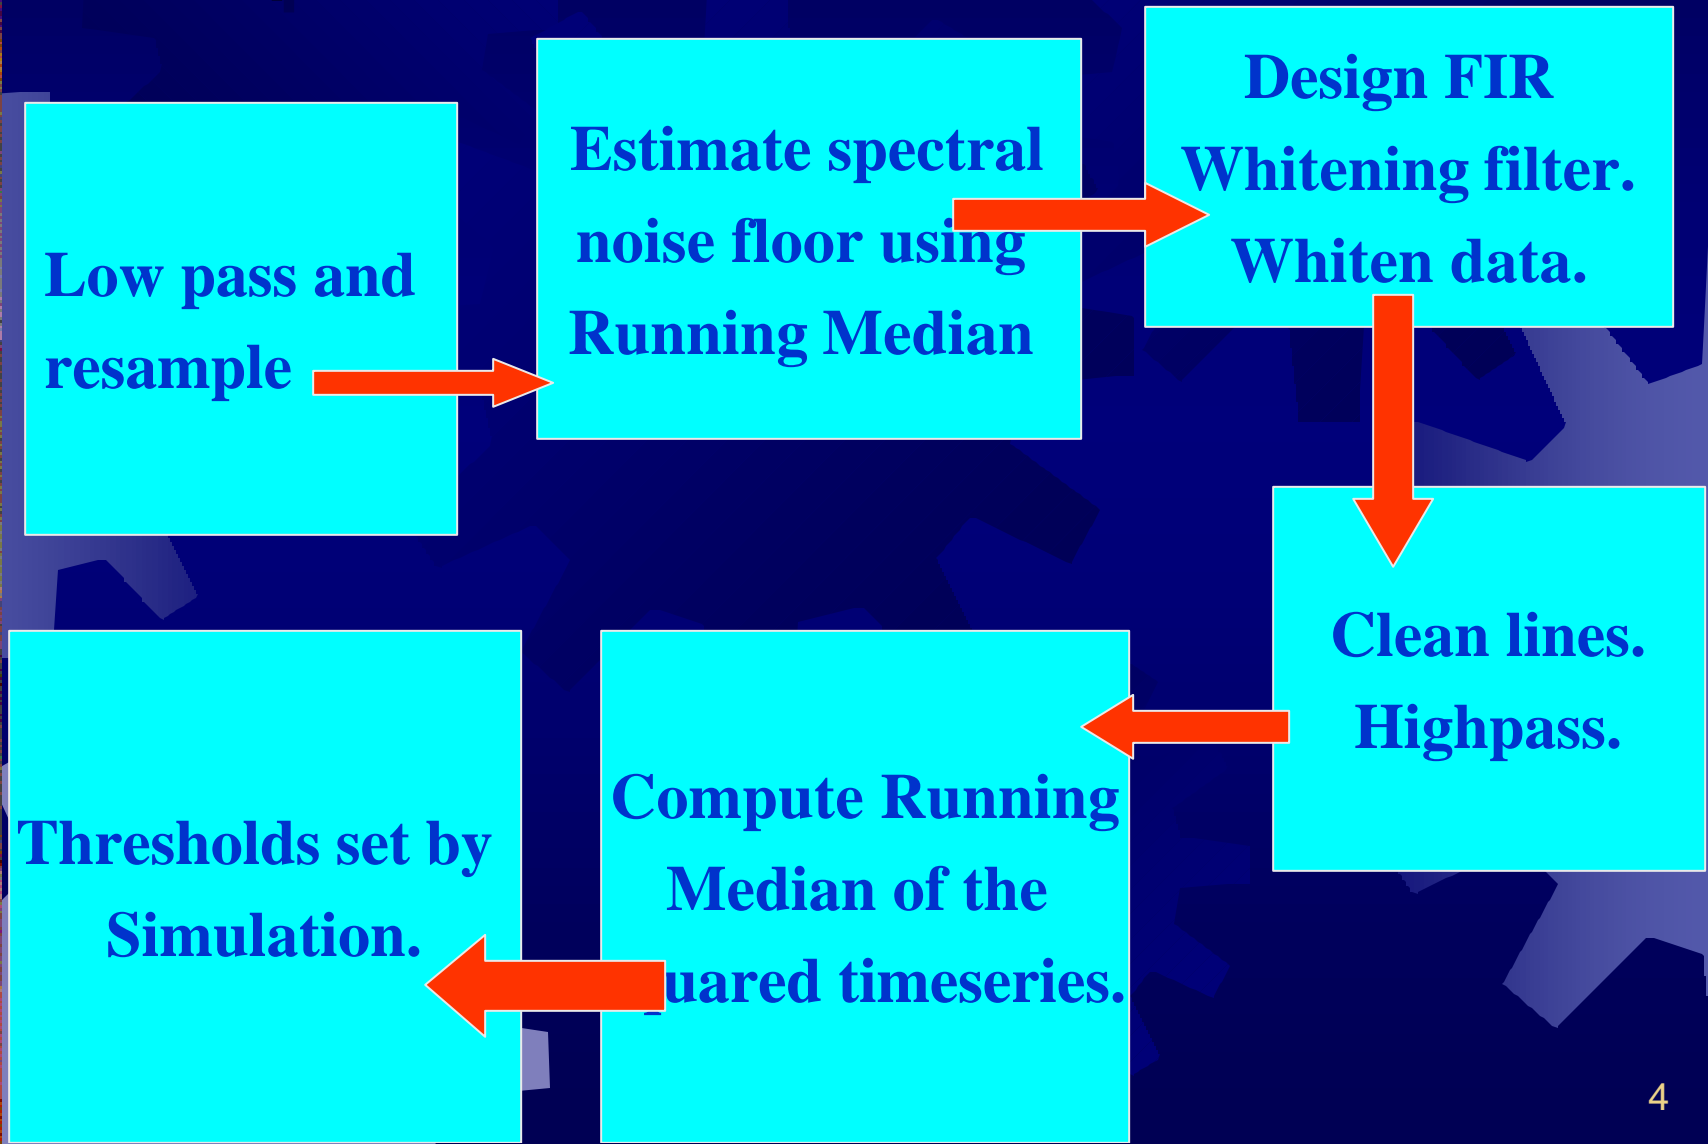 Low pass and
resample
Estimate spectral
noise floor using
Running Median
Design FIR
Whitening filter.
Whiten data.
Clean lines.
Highpass.
Compute Running
Median of the
timeseries.
Thresholds set by
Simulation.
4